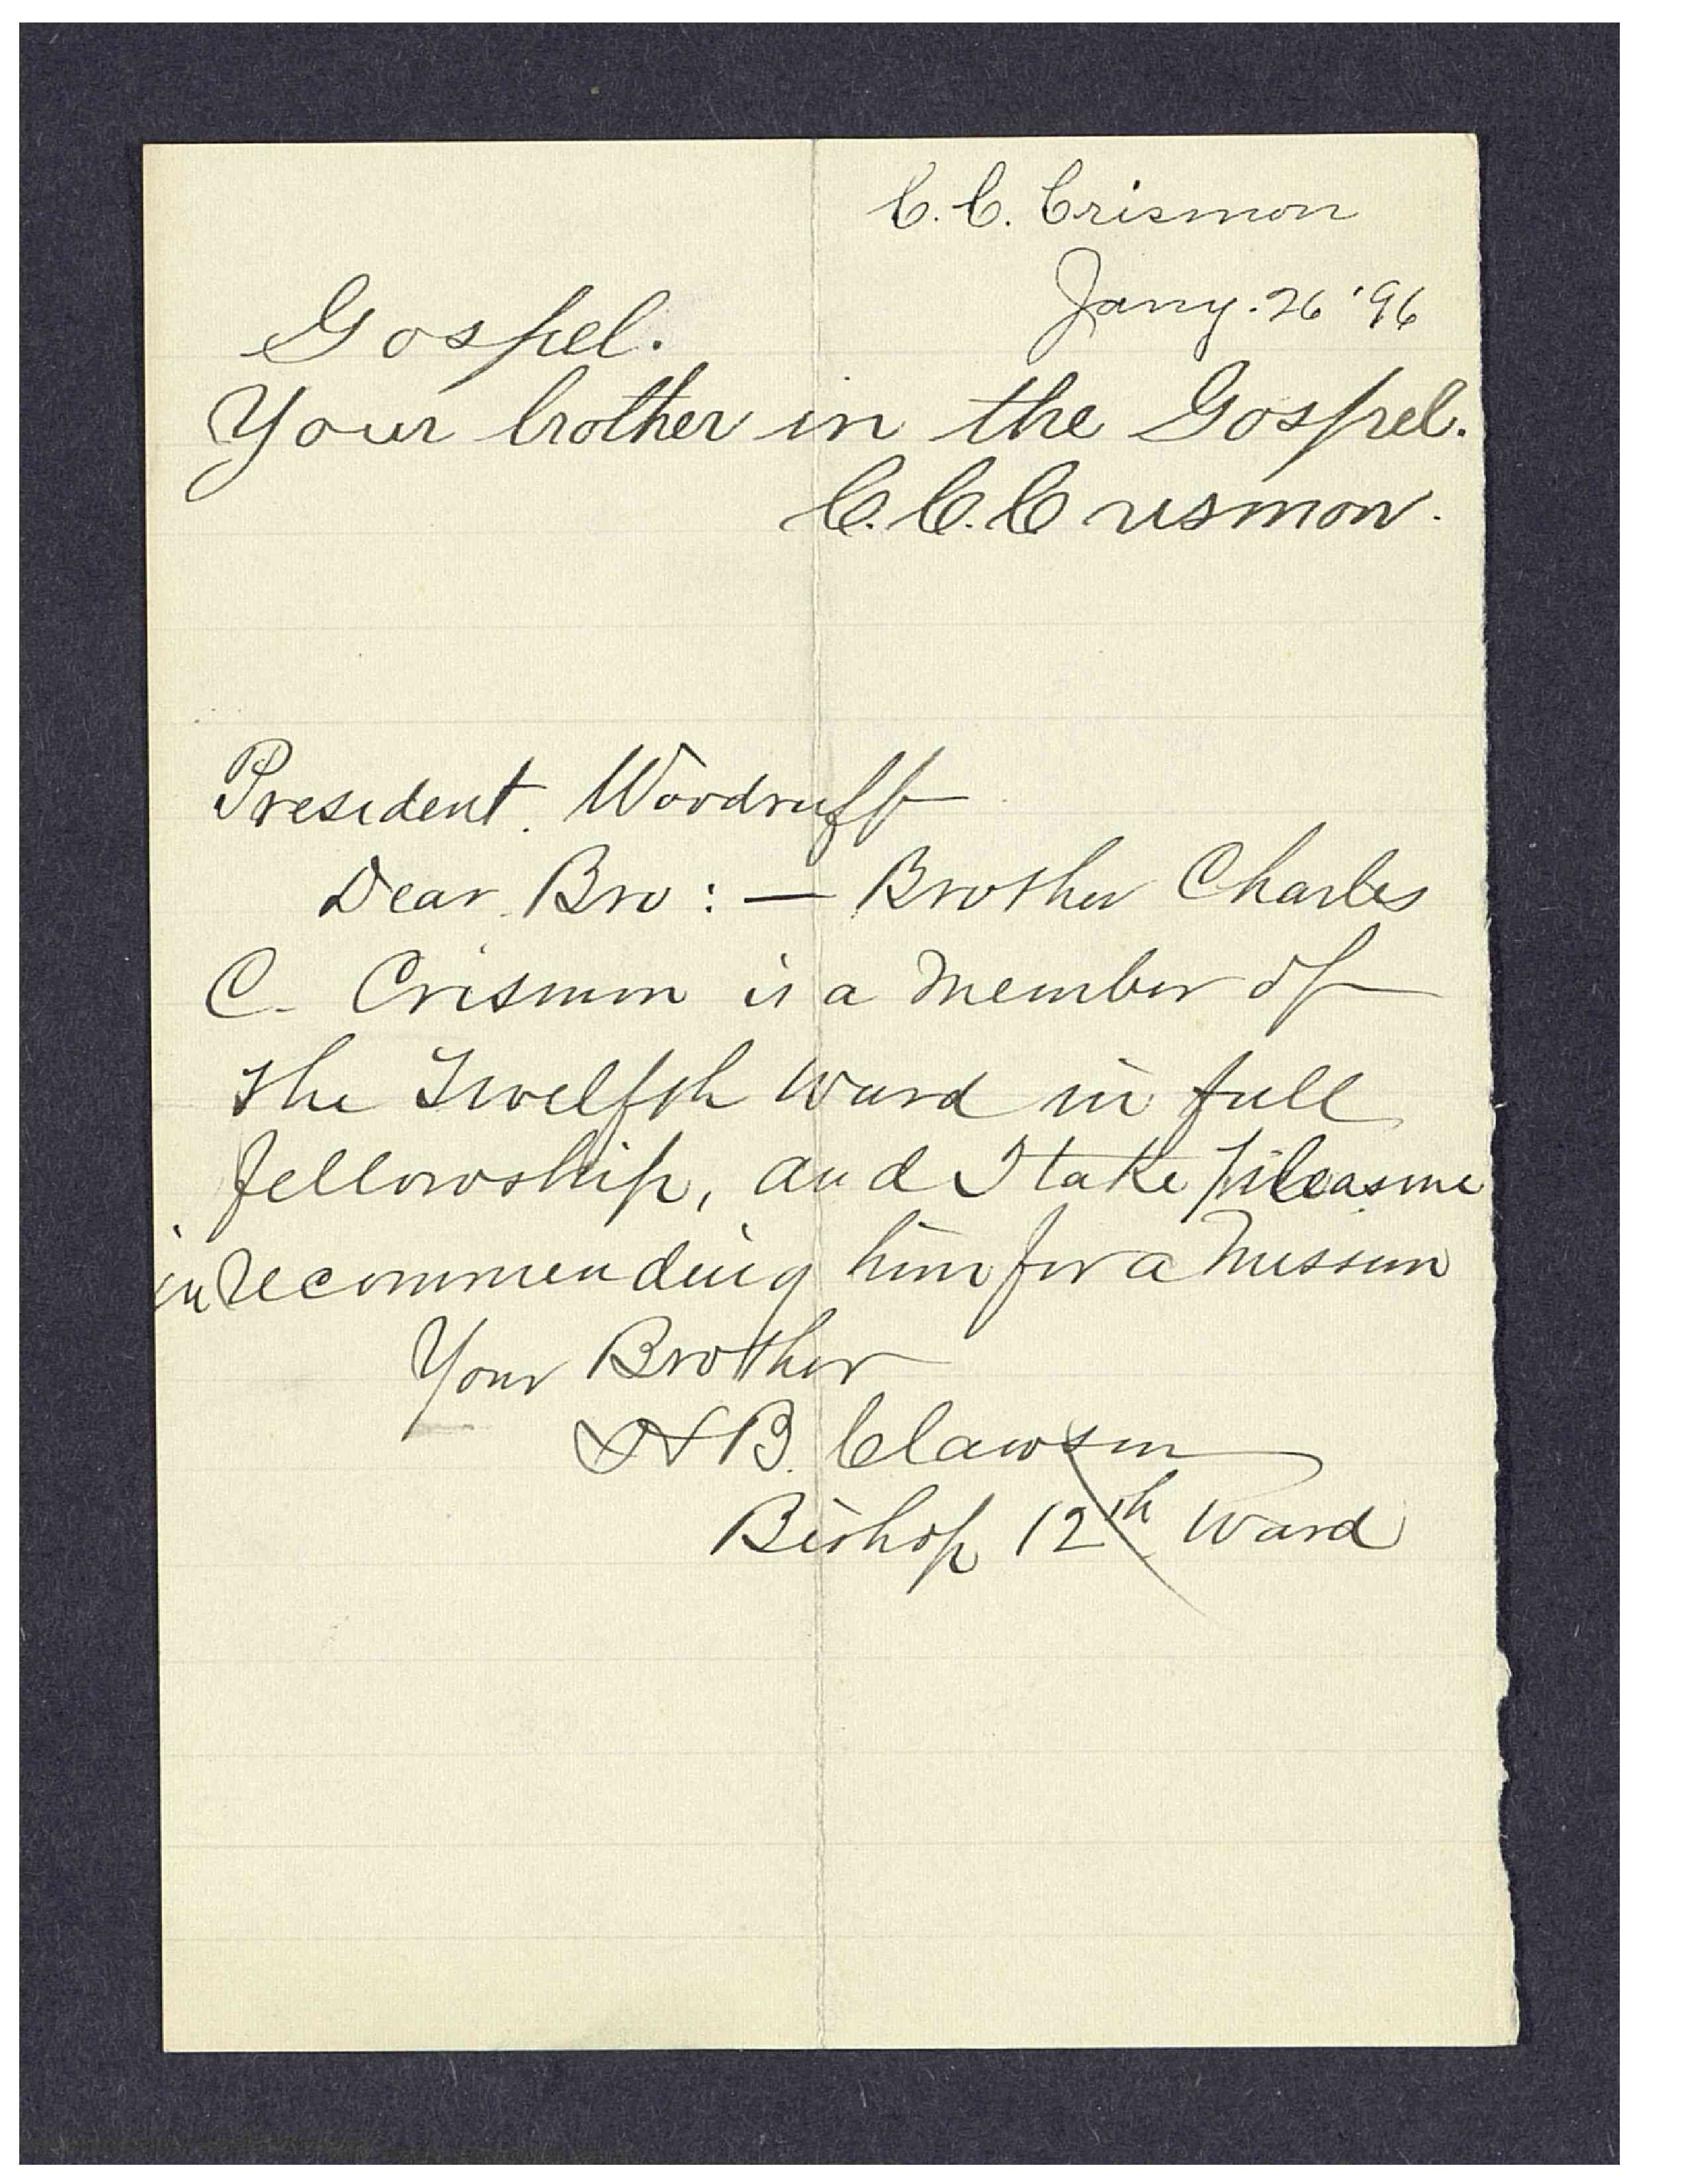 C. C. Crismon
Jany. 26 '96
Gospel.
Your brother in the Gospel.
C. C. Crismon.
President. Woodruff
Dear Bro: — Brother Charles
C. Crismon is a member of
the Twelfth Ward in full
fellowship, and I take pleasure
in recommending him for a mission
Your Brother
H B. Clawson
Bishop 12th Ward